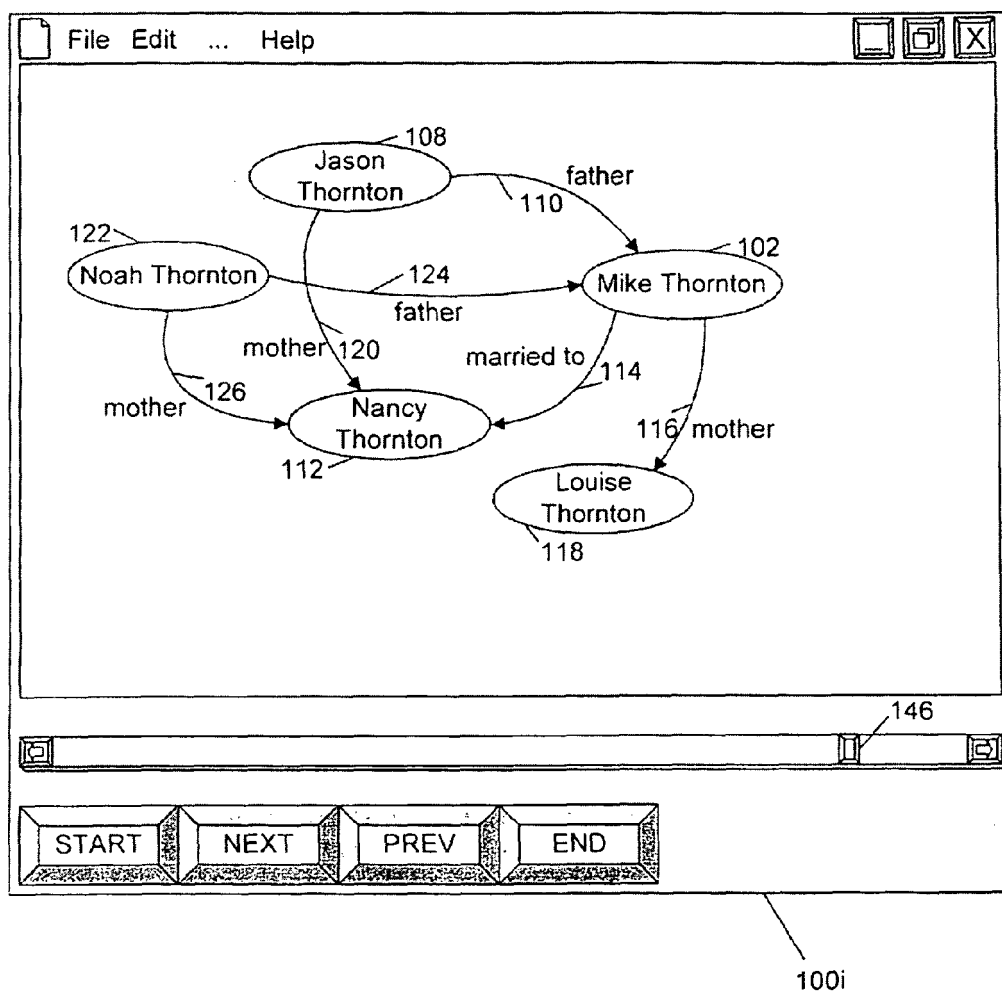 File Edit ... Help
X
108
Jason
Thornton
father
110
122
102
Noah Thornton
124
Mike Thornton
father
mother
120
married to
114
126
mother
Nancy
Thornton
116
mother
112
Louise
Thornton
118
146
START
NEXT
PREV
END
100i